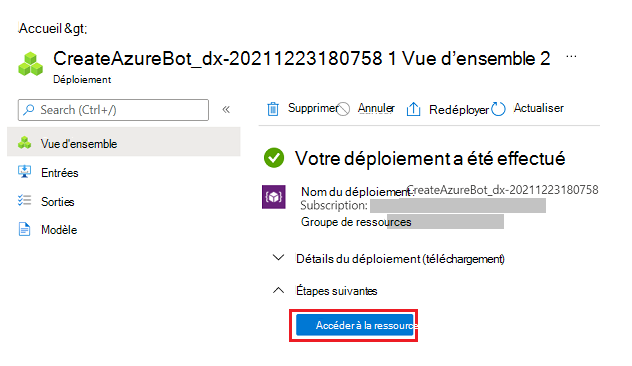 Accueil &gt;
CreateAzureBot_dx-20211223180758 1 Vue d'ensemble 2 ...
Déploiement
Search (Ctrl+/) «
Supprimer Annuler Redéployer Actualiser
Vue d'ensemble
Entrées
Sorties
Modèle
Votre déploiement a été effectué
Nom du déploiement : CreateAzureBot_dx-20211223180758
Subscription:
Groupe de ressources
Détails du déploiement (téléchargement)
Étapes suivantes
Accéder à la ressource